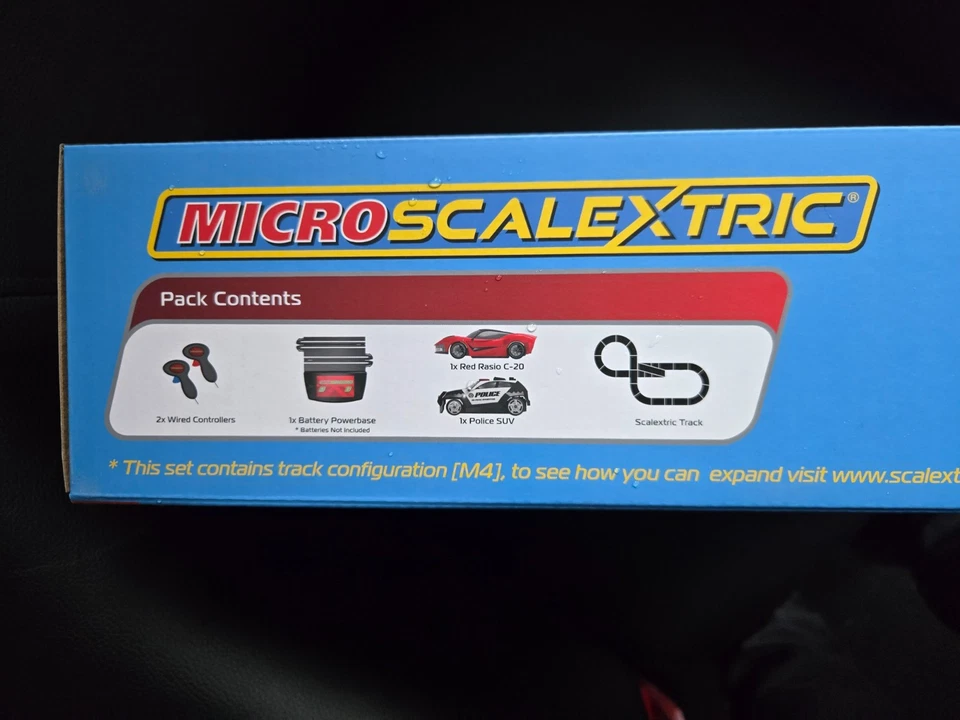 MICROSCALEXTRIC®
Pack Contents
2x Wired Controllers
1x Battery Powerbase
* Batteries Not Included
1x Red Rasio C-20
POLICE
1x Police SUV
Scalextric Track
* This set contains track configuration [M4], to see how you can expand visit www.scalext